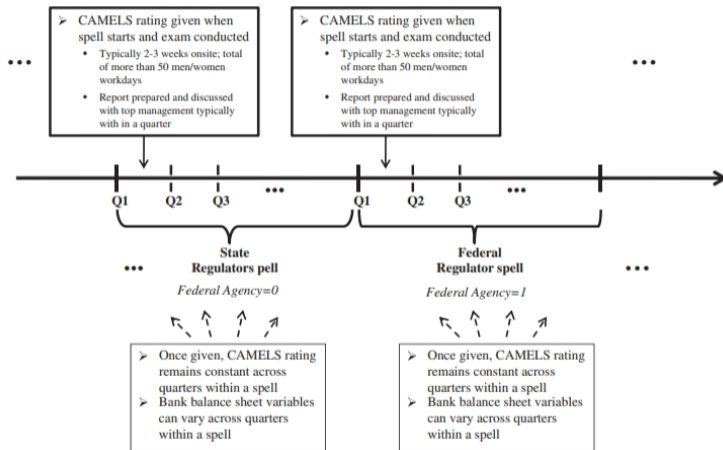 ➢ CAMELS rating given when
spell starts and exam conducted
• Typically 2-3 weeks onsite; total
of more than 50 men/women
workdays
• Report prepared and discussed
with top management typically
with in a quarter
➢ CAMELS rating given when
spell starts and exam conducted
• Typically 2-3 weeks onsite; total
of more than 50 men/women
workdays
• Report prepared and discussed
with top management typically
with in a quarter
... ...
Q1 Q2 Q3 ... Q1 Q2 Q3 ...
State
Regulators pell
Federal Agency=0
Federal
Regulator spell
Federal Agency=1
... ...
➢ Once given, CAMELS rating
remains constant across
quarters within a spell
➢ Bank balance sheet variables
can vary across quarters
within a spell
➢ Once given, CAMELS rating
remains constant across
quarters within a spell
➢ Bank balance sheet variables
can vary across quarters
within a spell